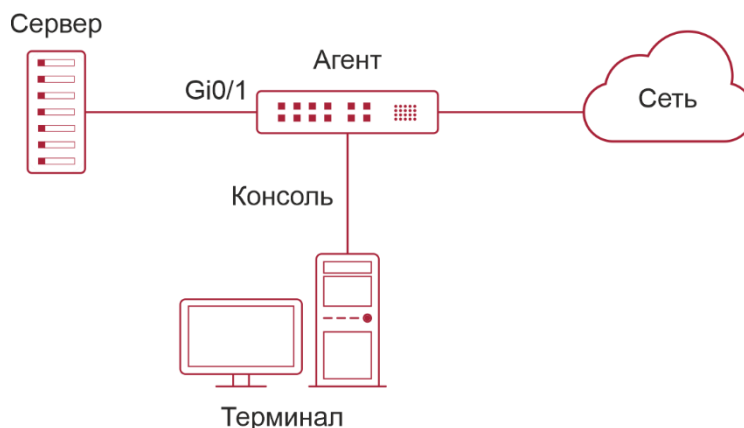 Сервер
Агент
Gi0/1
Сеть
Консоль
Терминал